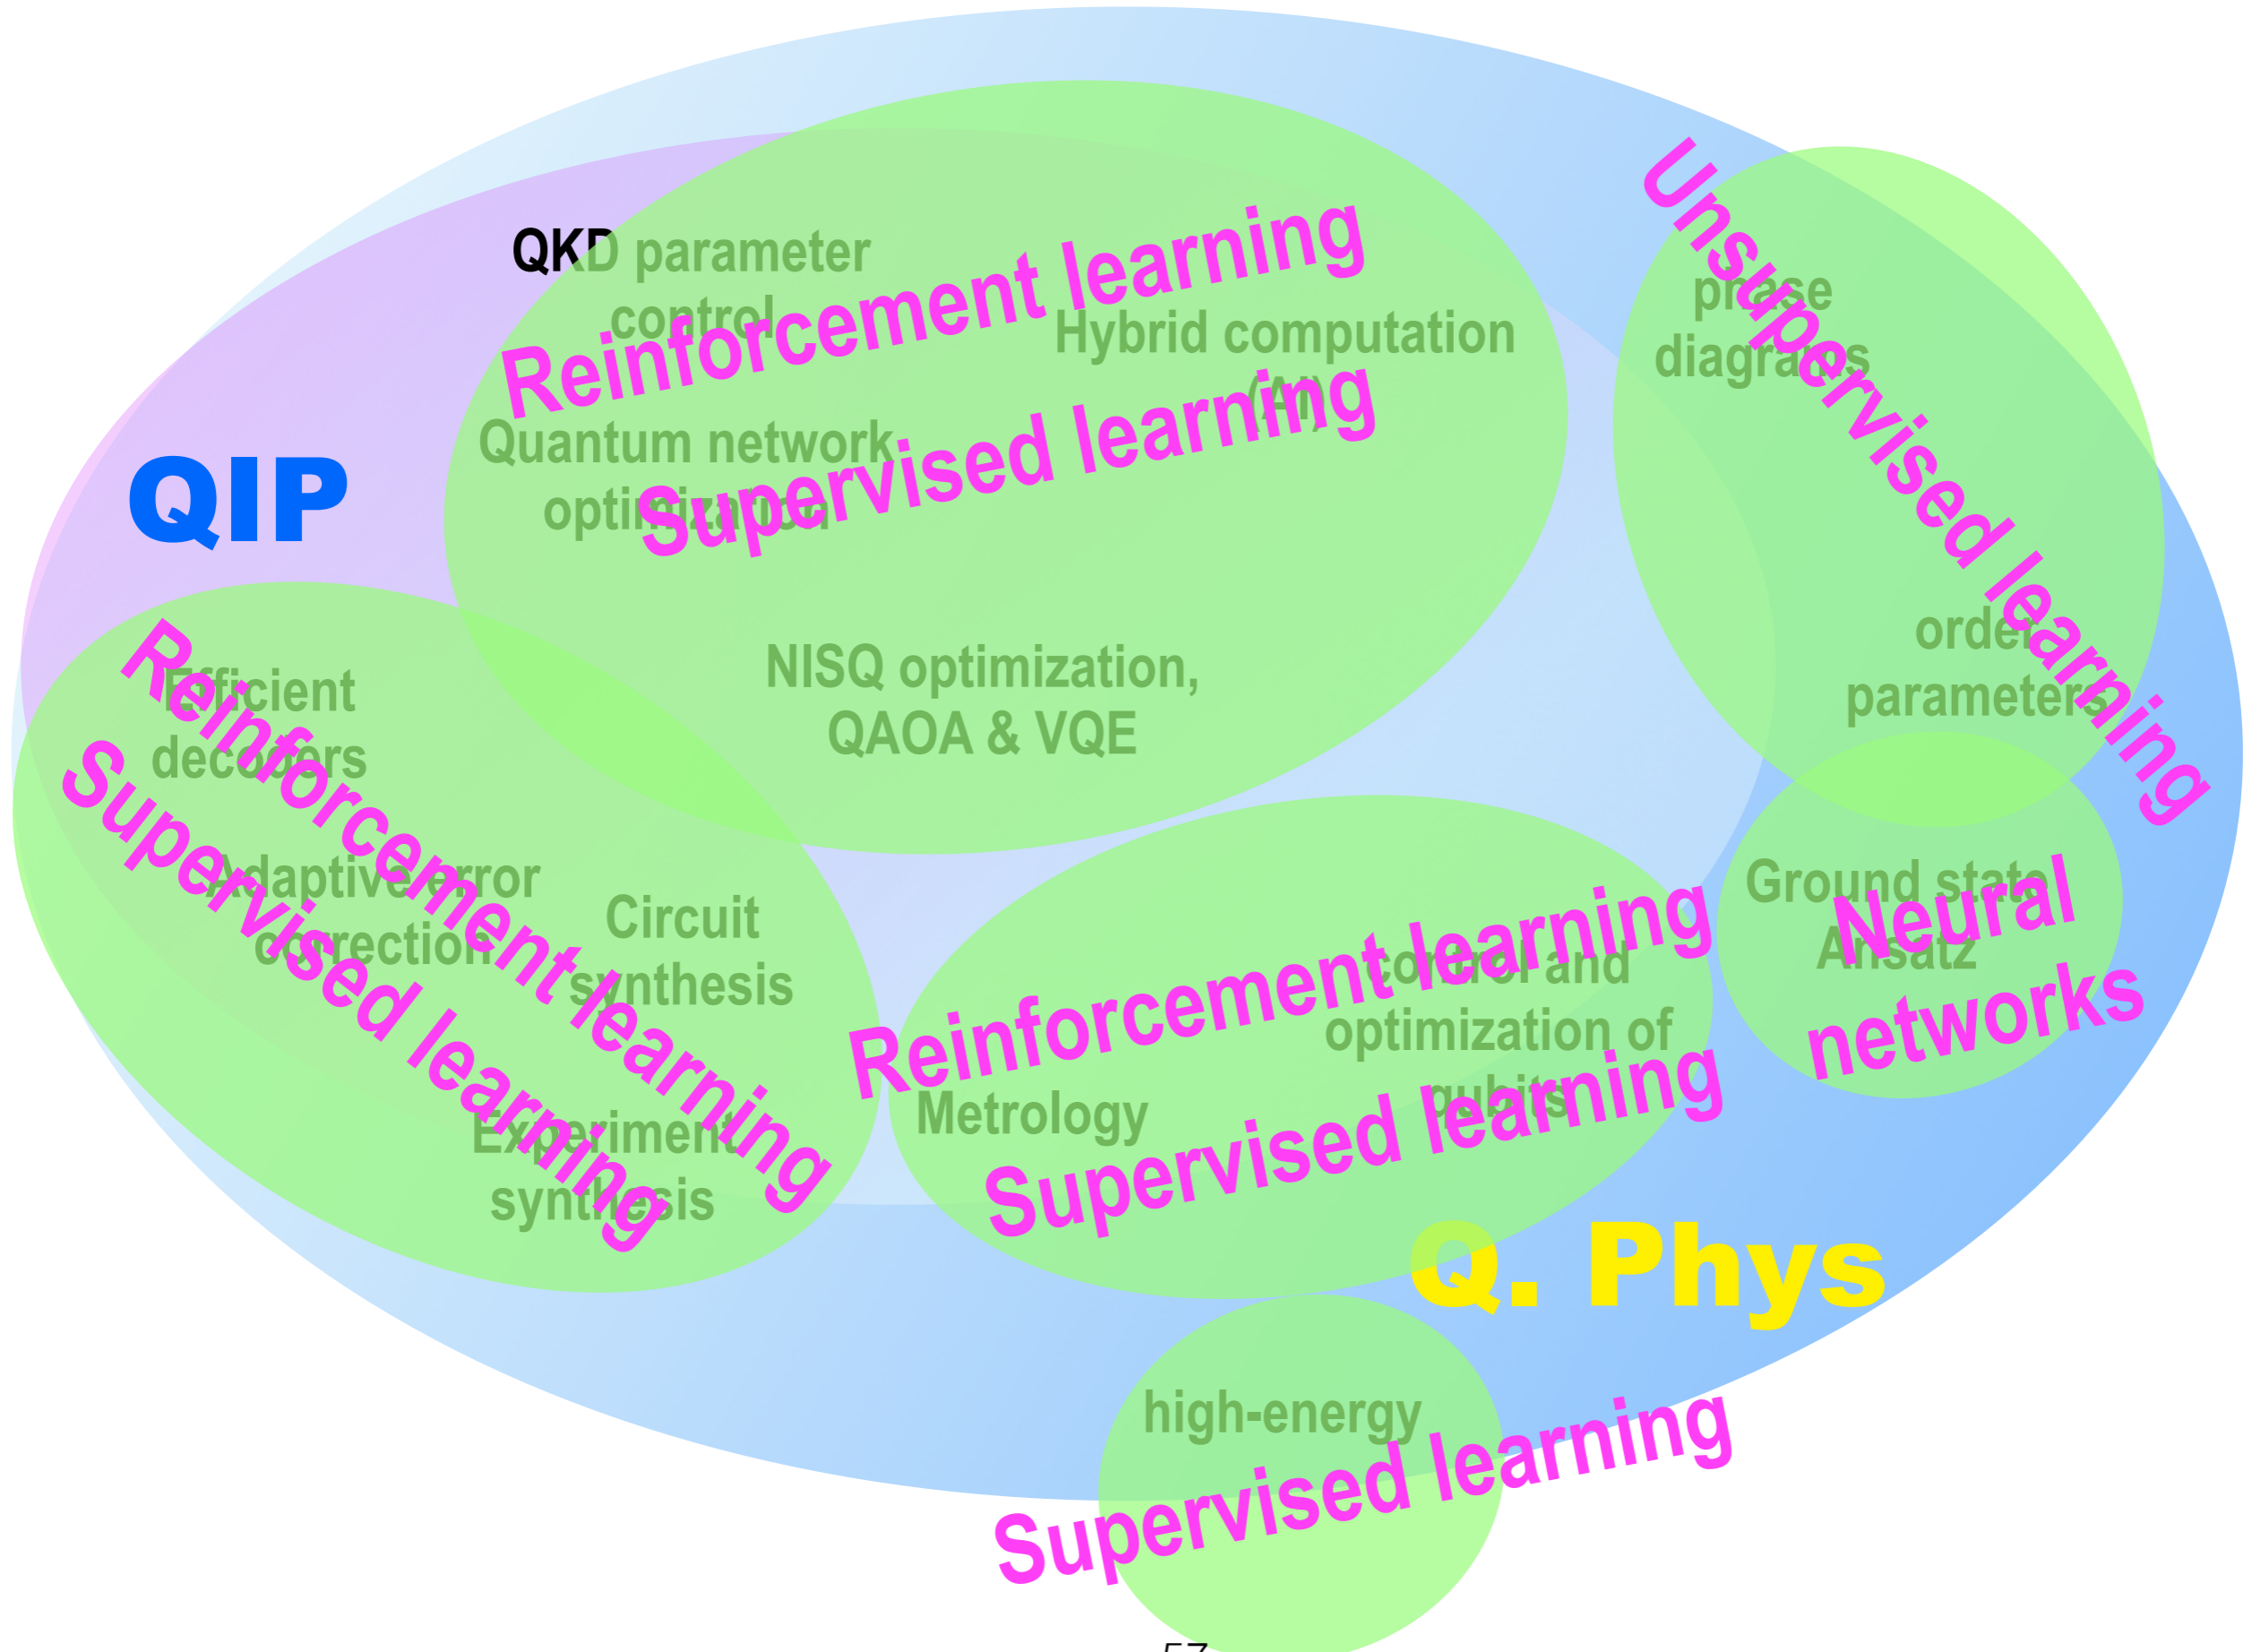 QKD parameter
control
Reinforcement learning
Hybrid computation
(AI)
Supervised learning
Quantum network
optimization
QIP
NISQ optimization,
QAOA & VQE
Unsupervised learning
phase
diagrams
order
parameters
Efficient
decoders
Reinforcement learning
Supervised learning
Adaptive error
correction
Circuit
synthesis
Experiment
synthesis
Reinforcement learning
control and
optimization of
qubits
Metrology
Supervised learning
Ground state
Ansatz
Neural
networks
Q. Phys
high-energy
Supervised learning
57